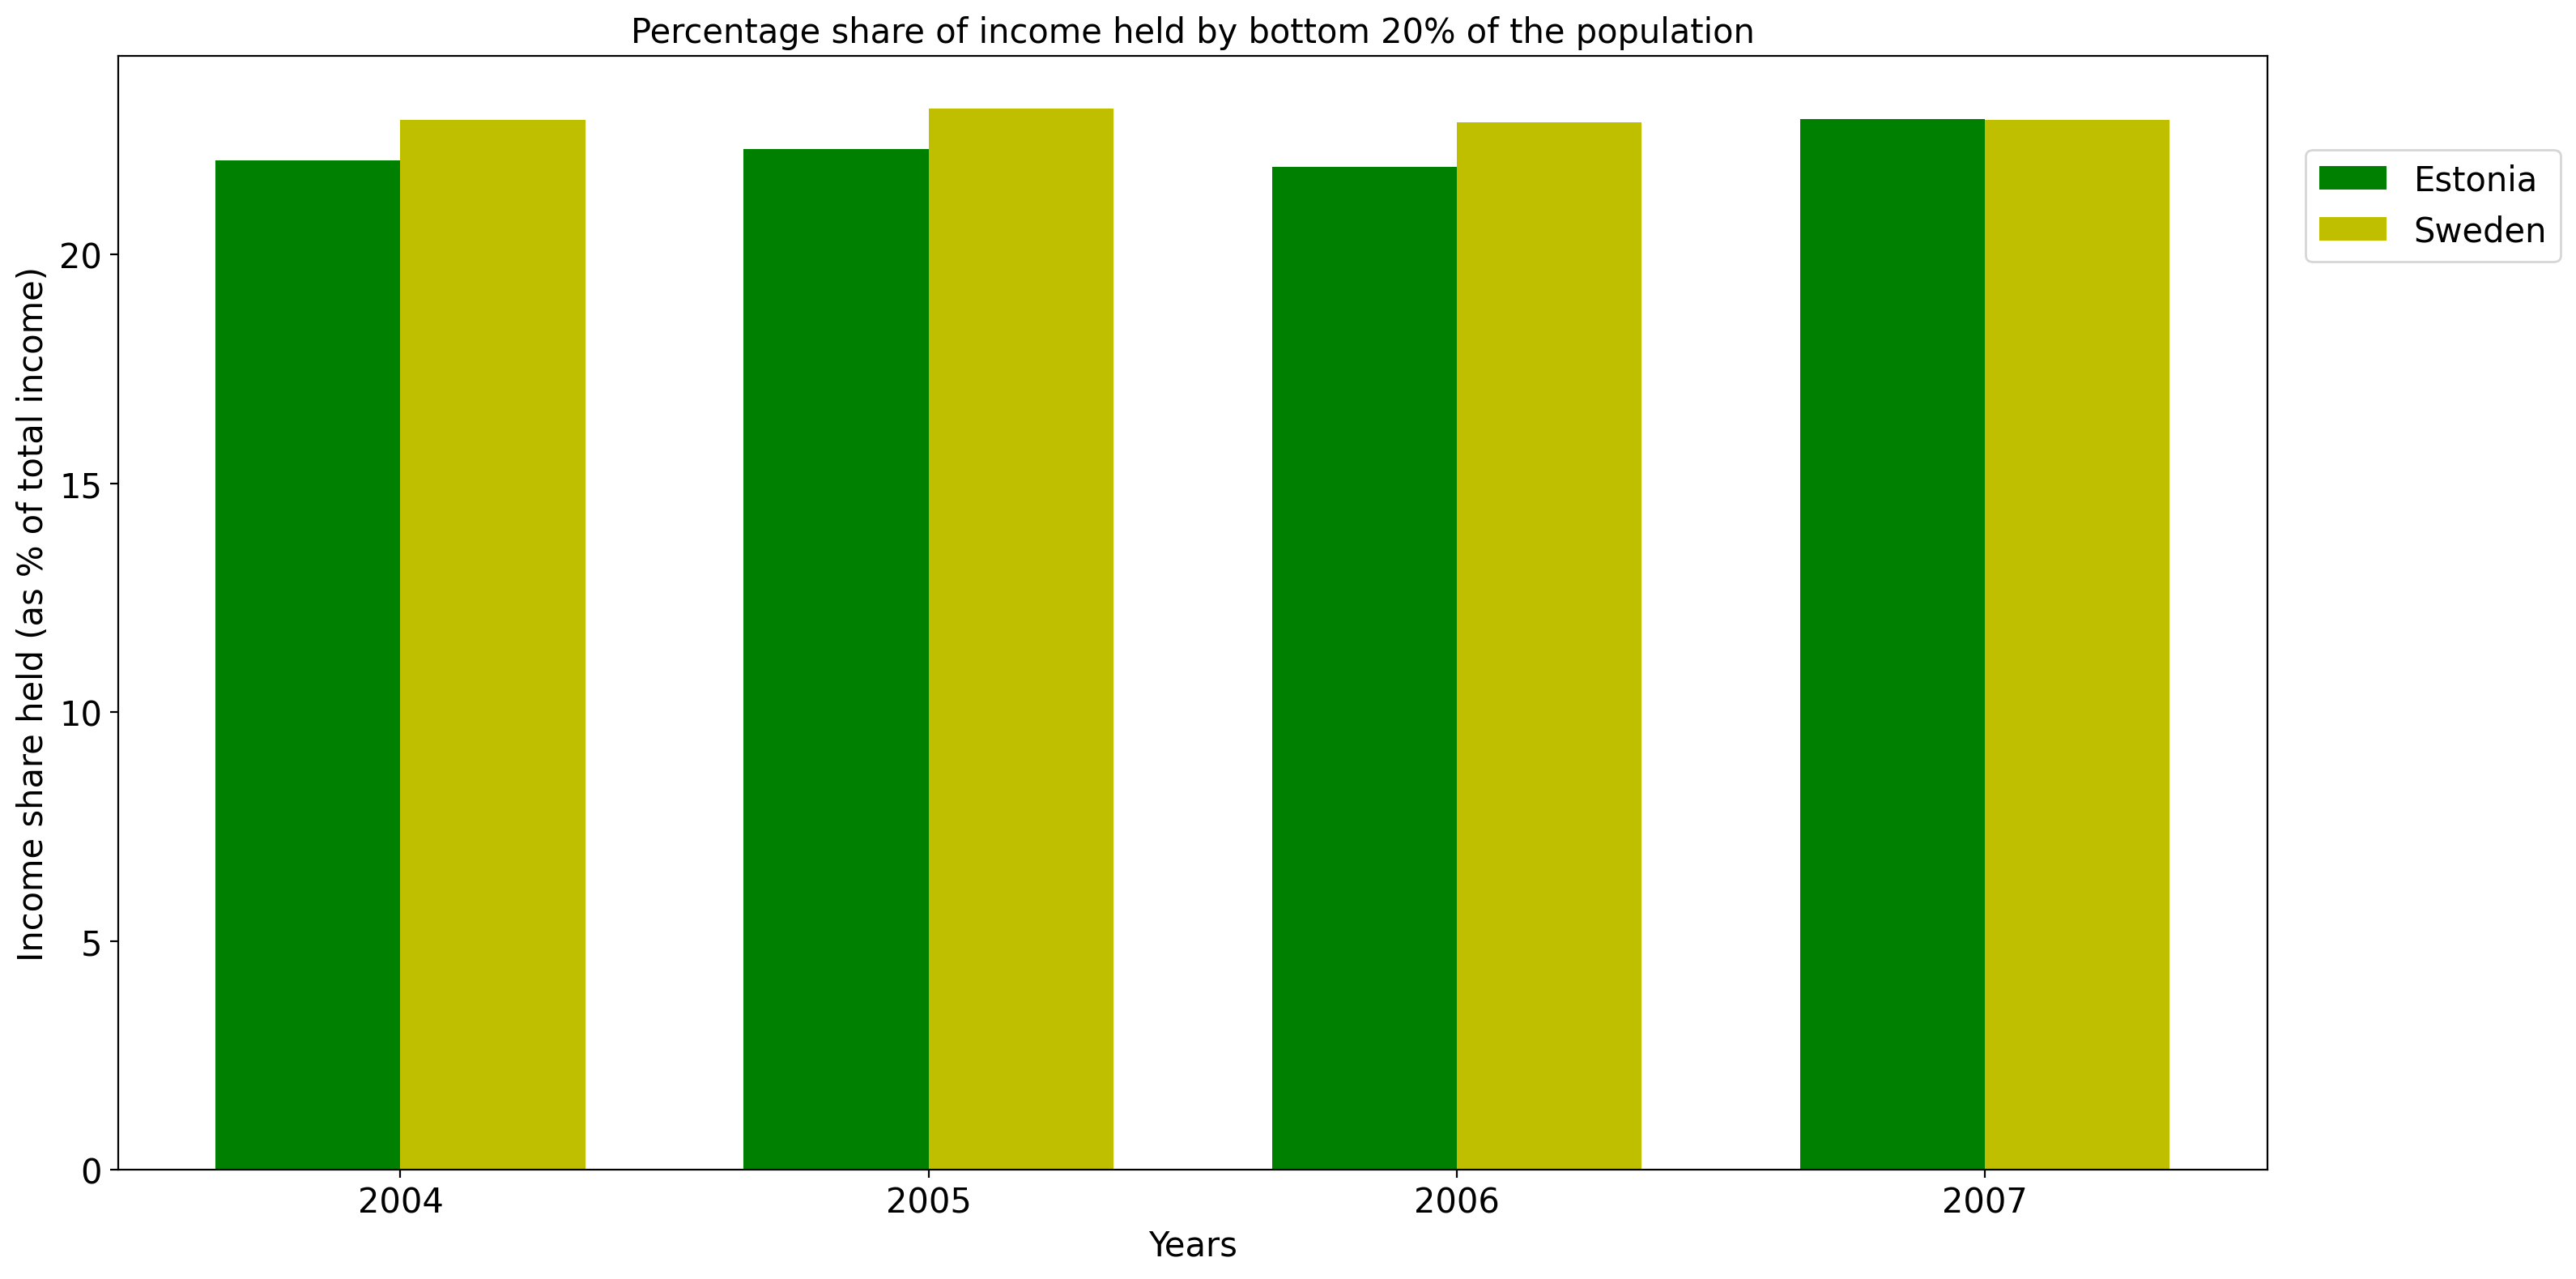 Percentage share of income held by bottom 20% of the population
Income share held (as % of total income)
20
15
10
5
0
2004 2005 2006 2007
Years
Estonia
Sweden